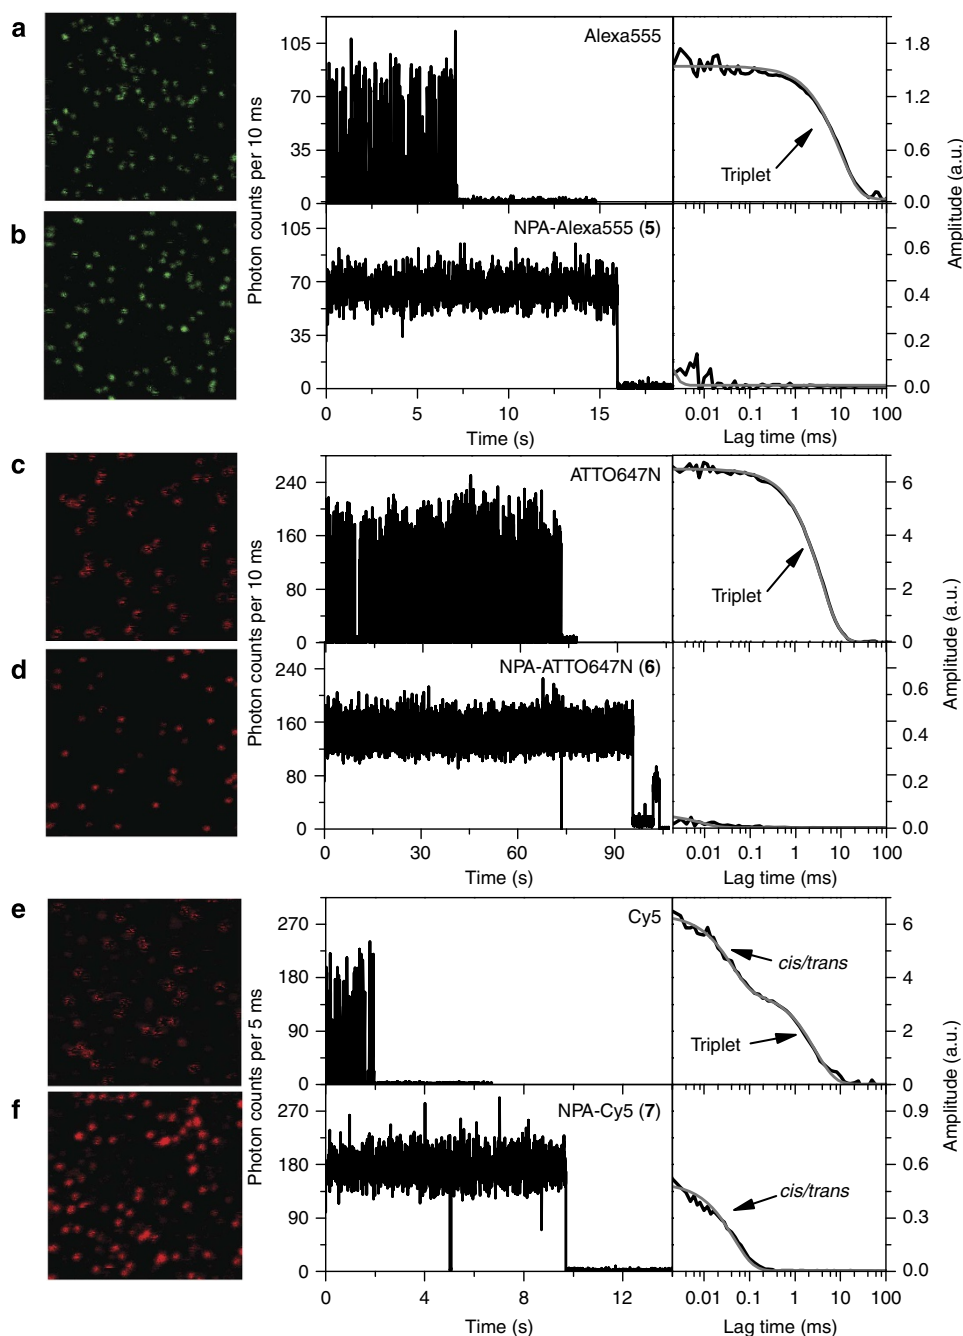 a
Photon counts per 10 ms
105
70
35
0
Alexa555
Triplet
1.8
1.2
0.6
0.0
Amplitude (a.u.)
b
105
70
35
0
NPA-Alexa555 (5)
0.6
0.4
0.2
0.0
0 5 10 15
Time (s)
0.01 0.1 1 10 100
Lag time (ms)
c
Photon counts per 10 ms
240
160
80
0
ATTO647N
Triplet
6
4
2
0
Amplitude (a.u.)
d
240
160
80
0
NPA-ATTO647N (6)
0.6
0.4
0.2
0.0
0 30 60 90
Time (s)
0.01 0.1 1 10 100
Lag time (ms)
e
Photon counts per 5 ms
270
180
90
0
Cy5
cis/trans
Triplet
6
4
2
0
Amplitude (a.u.)
f
270
180
90
0
NPA-Cy5 (7)
cis/trans
0.9
0.6
0.3
0.0
0 4 8 12
Time (s)
0.01 0.1 1 10 100
Lag time (ms)